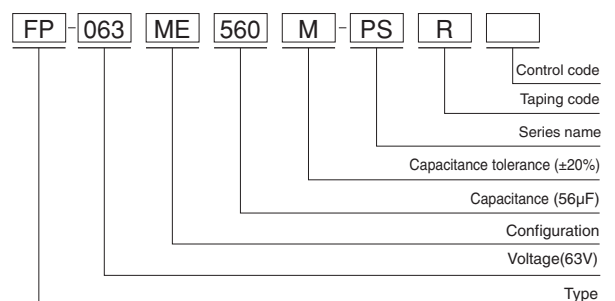 FP-063 ME 560 M-PS R
Control code
Taping code
Series name
Capacitance tolerance (±20%)
Capacitance (56µF)
Configuration
Voltage(63V)
Type